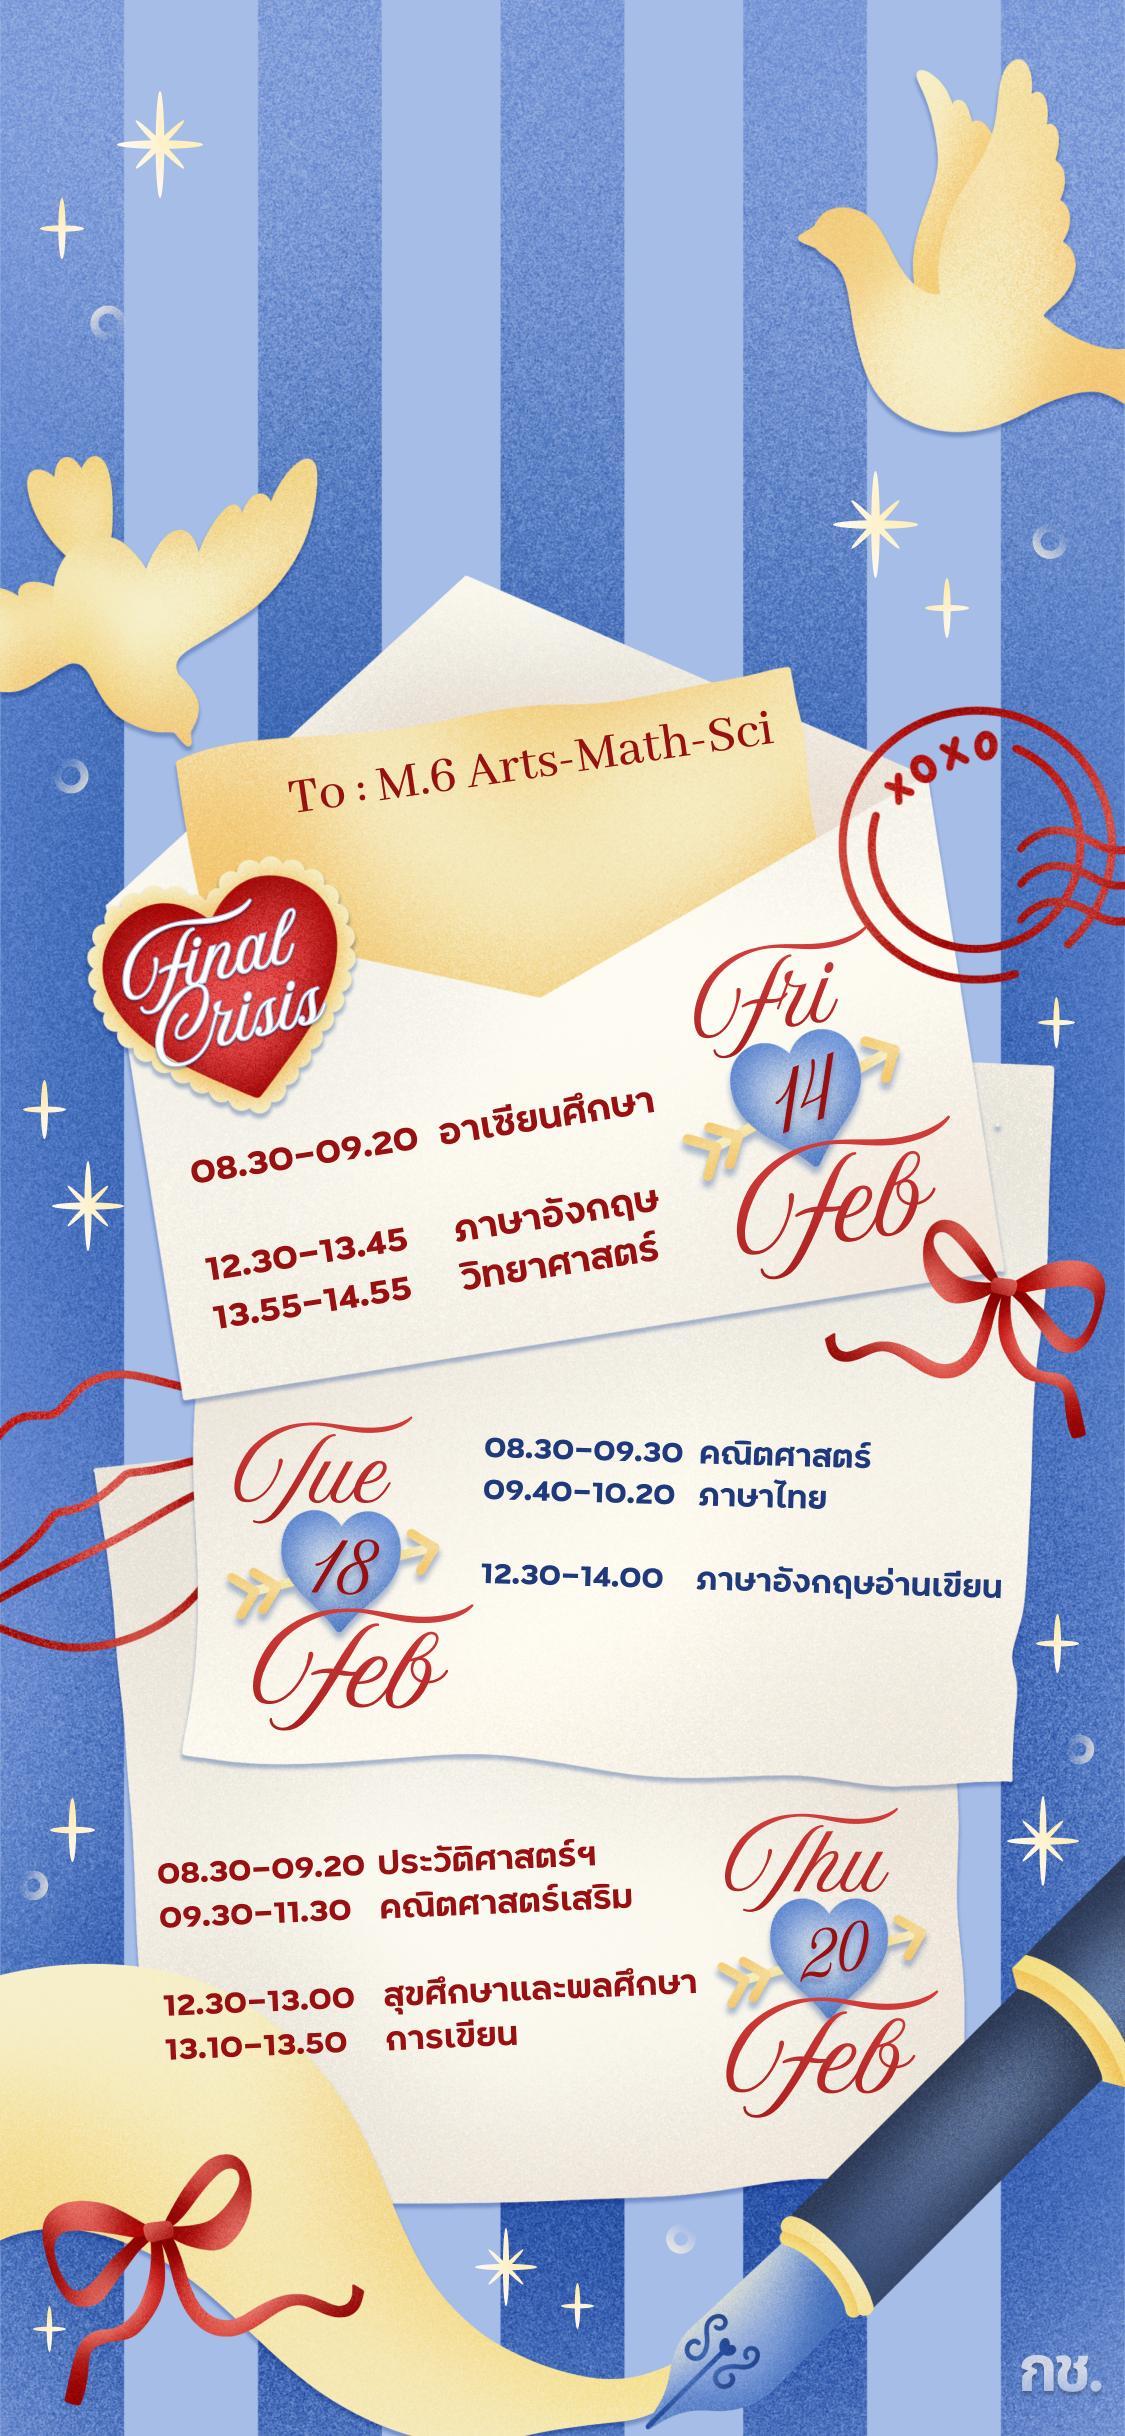 To : M.6 Arts-Math-Sci
xoxo
Final
Crisis
Fri
14
Feb
08.30-09.20 อาเซียนศึกษา
12.30-13.45 ภาษาอังกฤษ
13.55-14.55 วิทยาศาสตร์
Tue
18
Feb
08.30-09.30 คณิตศาสตร์
09.40-10.20 ภาษาไทย
12.30-14.00 ภาษาอังกฤษอ่านเขียน
Thu
20
Feb
08.30-09.20 ประวัติศาสตร์ฯ
09.30-11.30 คณิตศาสตร์เสริม
12.30-13.00 สุขศึกษาและพลศึกษา
13.10-13.50 การเขียน
กช.